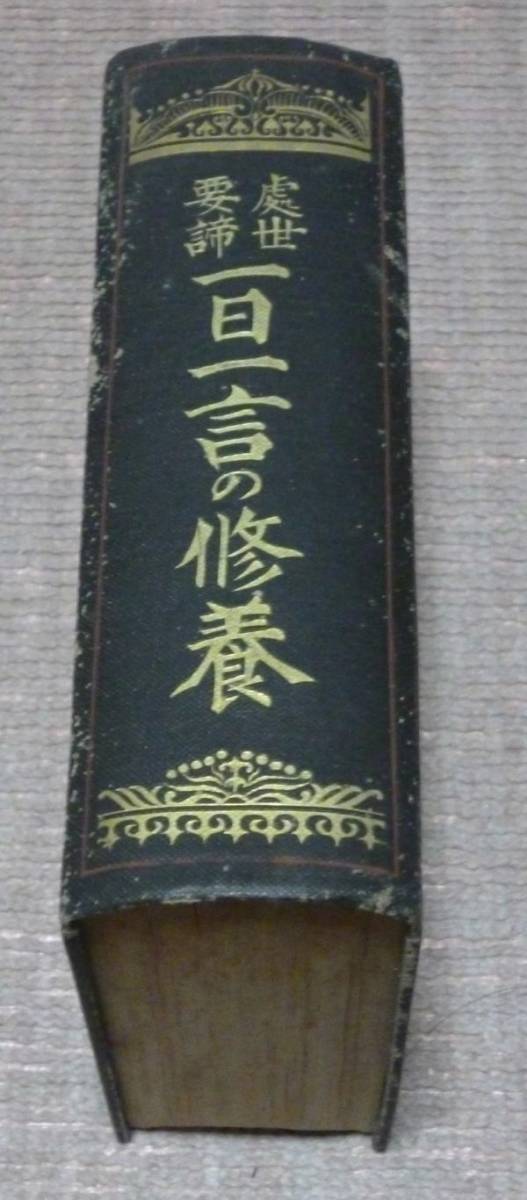 處世
要諦
一日一言の修養